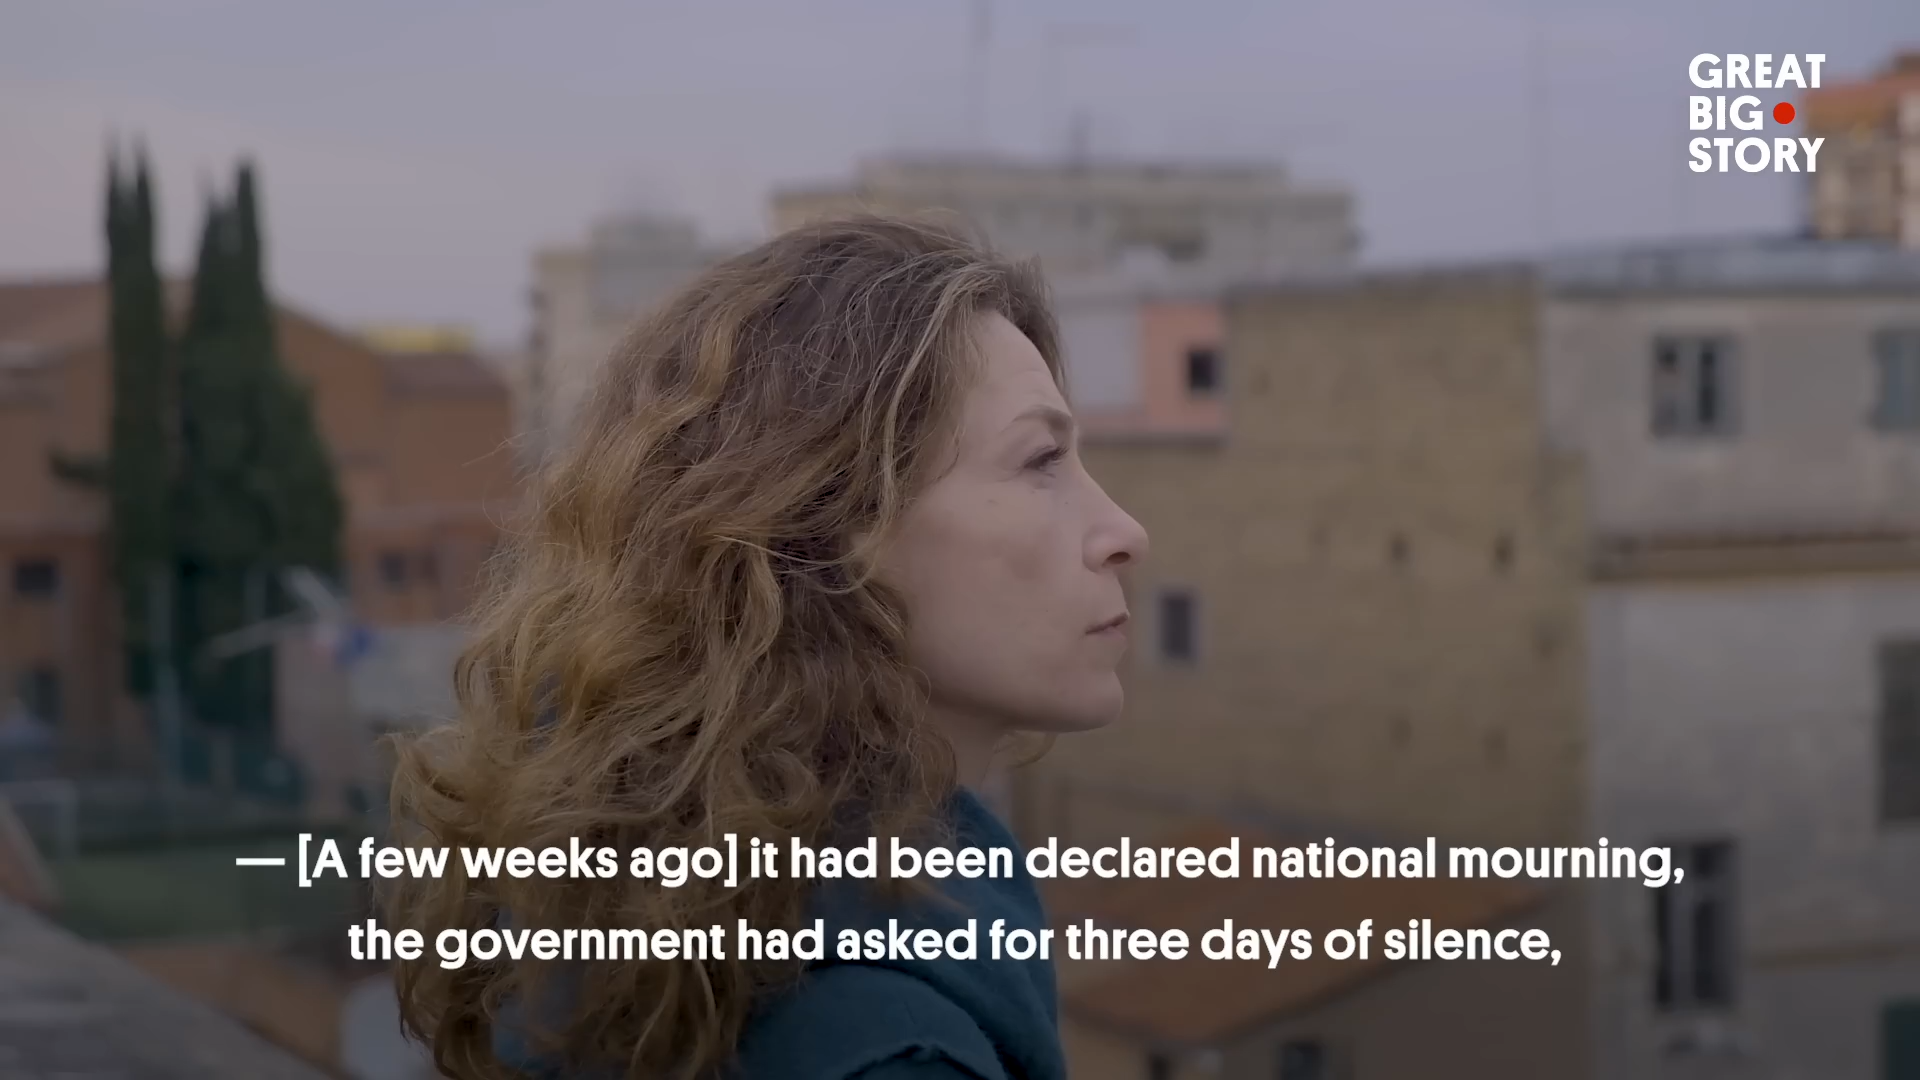 GREAT
BIG
STORY
— [A few weeks ago] it had been declared national mourning,
the government had asked for three days of silence,